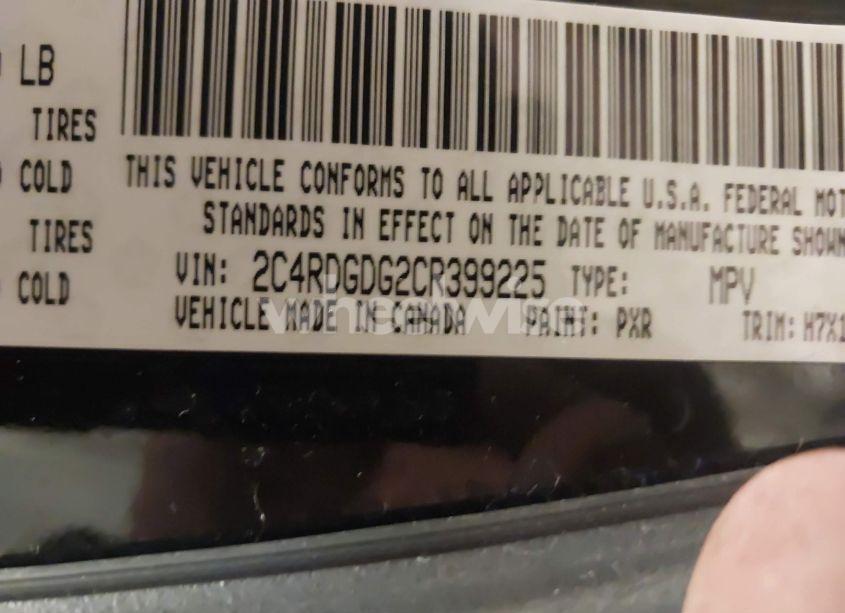 LB
TIRES
COLD
TIRES
COLD
THIS VEHICLE CONFORMS TO ALL APPLICABLE U.S.A. FEDERAL MOT
STANDARDS IN EFFECT ON THE DATE OF MANUFACTURE SHOWN
VIN: 2C4RDGDG2CR399225 TYPE: MPV
VEHICLE MADE IN CANADA PAINT: PXR TRIM: H7X1